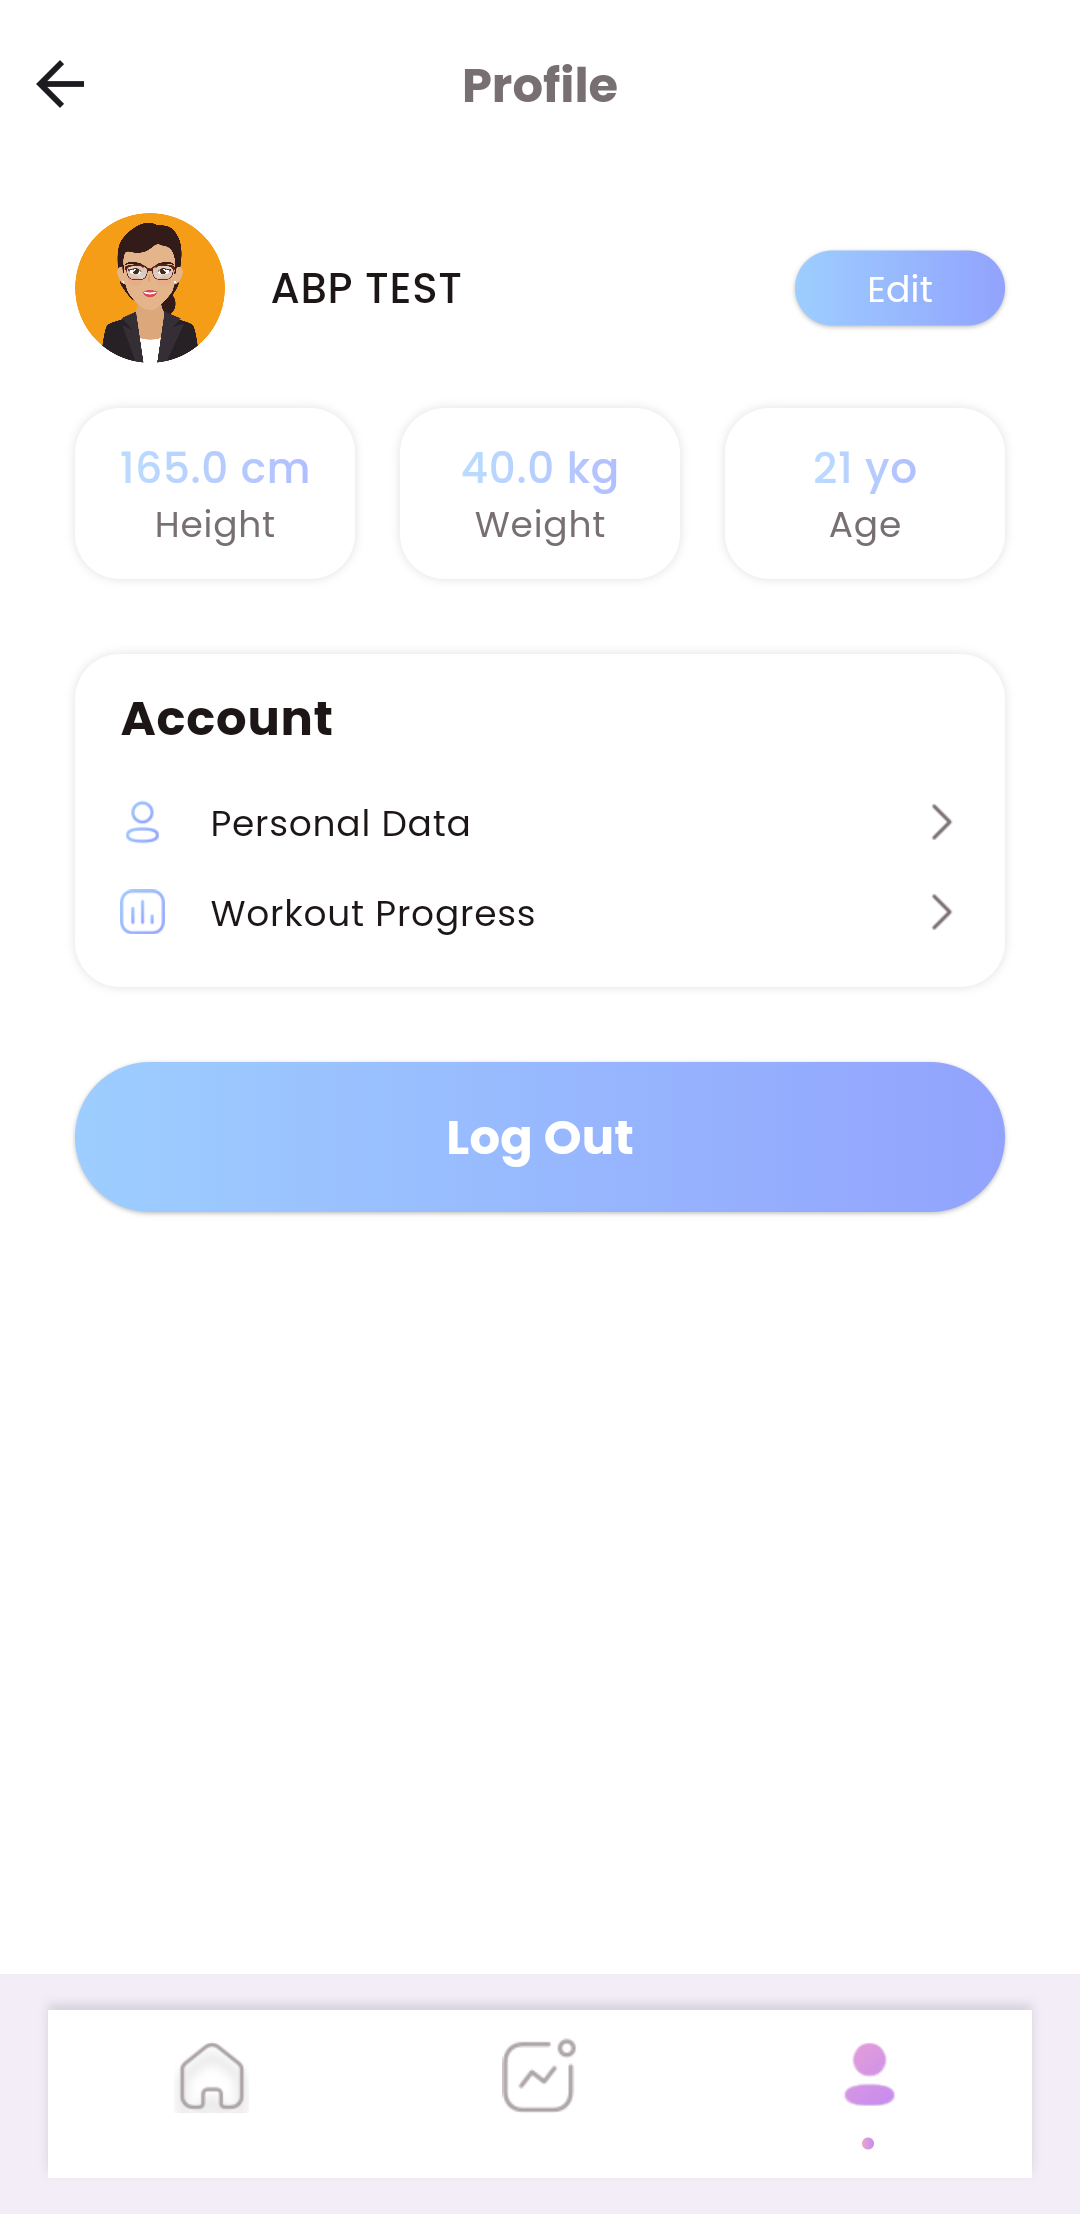 Profile
ABP TEST
Edit
165.0 cm
Height
40.0 kg
Weight
21 yo
Age
Account
Personal Data
Workout Progress
Log Out